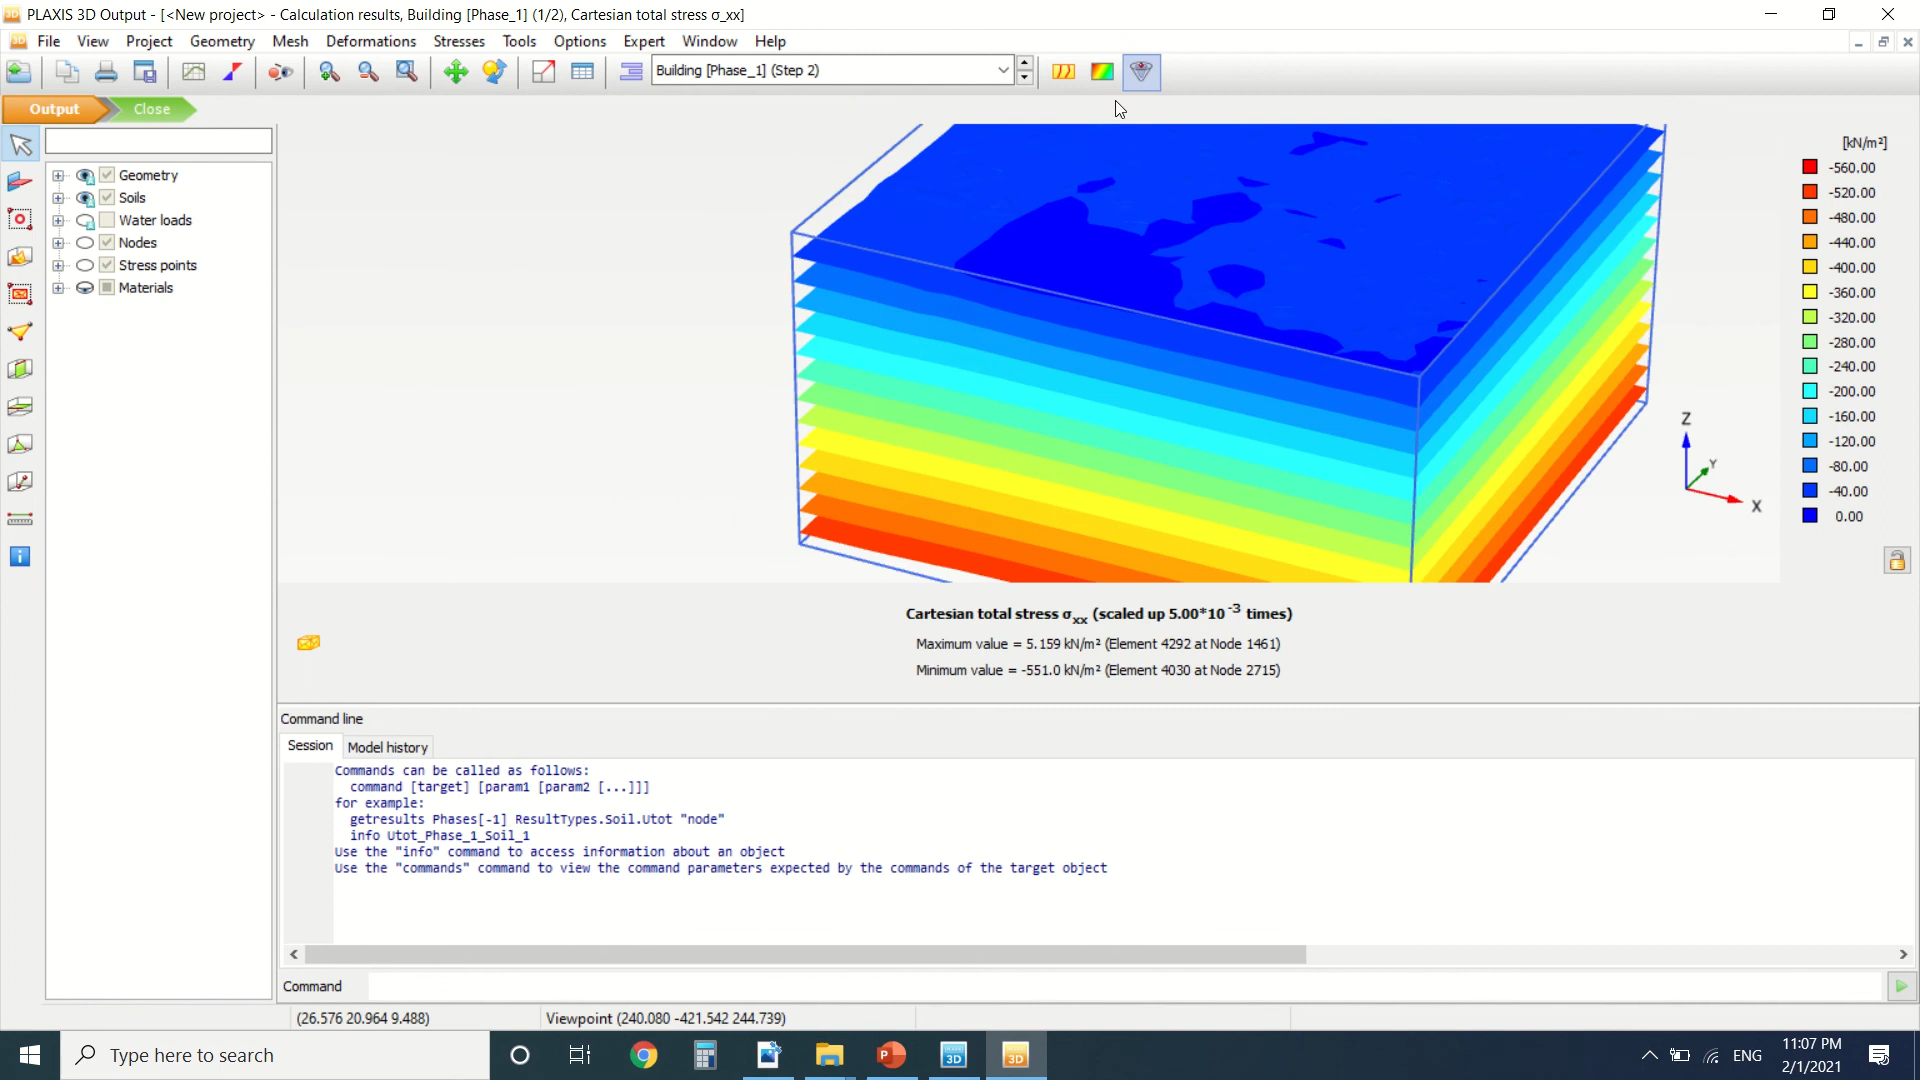 PLAXIS 3D Output - [<New project> - Calculation results, Building [Phase_1] (1/2), Cartesian total stress σ_xx]
File View Project Geometry Mesh Deformations Stresses Tools Options Expert Window Help
Building [Phase_1] (Step 2)
Output Close
Geometry
Soils
Water loads
Nodes
Stress points
Materials
[kN/m²]
-560.00
-520.00
-480.00
-440.00
-400.00
-360.00
-320.00
-280.00
-240.00
-200.00
-160.00
-120.00
-80.00
-40.00
0.00
Z
Y
X
Cartesian total stress σxx (scaled up 5.00*10-3 times)
Maximum value = 5.159 kN/m² (Element 4292 at Node 1461)
Minimum value = -551.0 kN/m² (Element 4030 at Node 2715)
Command line
Session Model history
Commands can be called as follows:
command [target] [param1 [param2 [...]]]
for example:
getresults Phases[-1] ResultTypes.Soil.Utot "node"
info Utot_Phase_1_Soil_1
Use the "info" command to access information about an object
Use the "commands" command to view the command parameters expected by the commands of the target object
Command
(26.576 20.964 9.488) Viewpoint (240.080 -421.542 244.739)
Type here to search
3D
3D
ENG
11:07 PM
2/1/2021